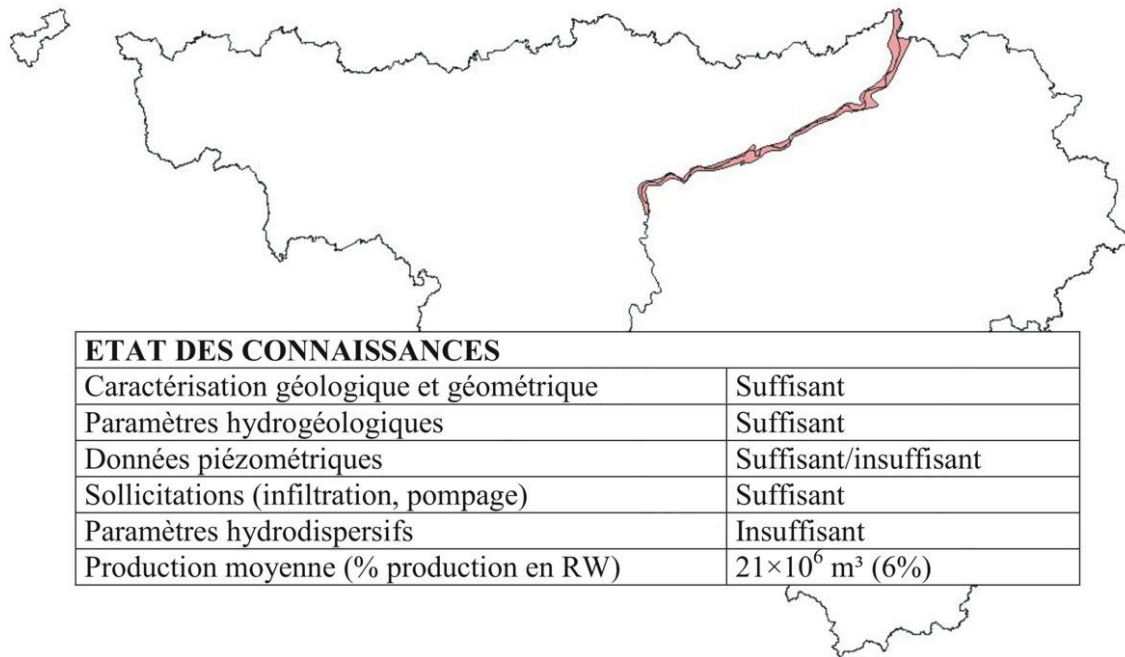 ETAT DES CONNAISSANCES
Caractérisation géologique et géométrique Suffisant
Paramètres hydrogéologiques Suffisant
Données piézométriques Suffisant/insuffisant
Sollicitations (infiltration, pompage) Suffisant
Paramètres hydrodispersifs Insuffisant
Production moyenne (% production en RW) 21×10⁶ m³ (6%)